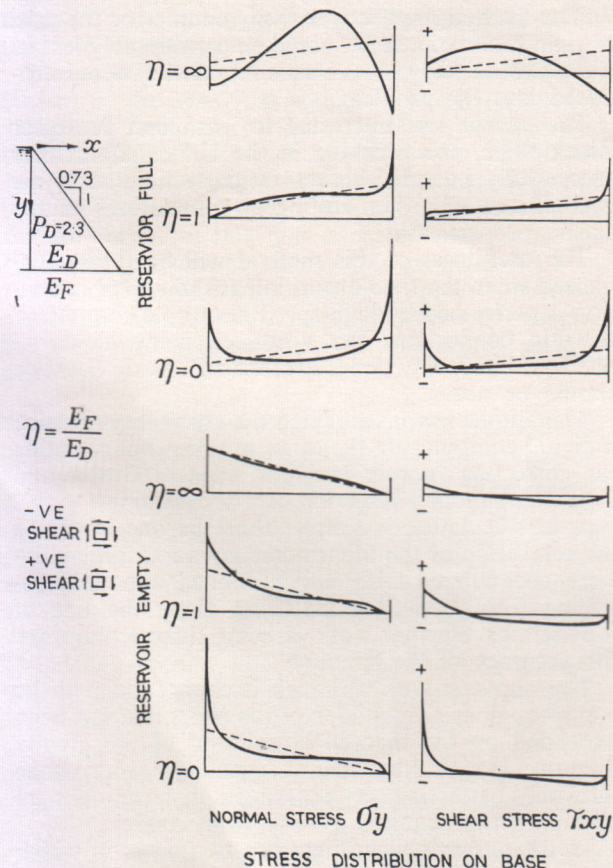 +
η=∞
−
x
0·73
1
y
P_D=2·3
E_D
E_F
RESERVIOR FULL
+
η=1
−
η=0
−
η = E_F / E_D
+
η=∞
−
−VE
SHEAR
+VE
SHEAR
RESERVOIR EMPTY
+
η=1
−
+
η=0
−
NORMAL STRESS σy
SHEAR STRESS τxy
STRESS DISTRIBUTION ON BASE